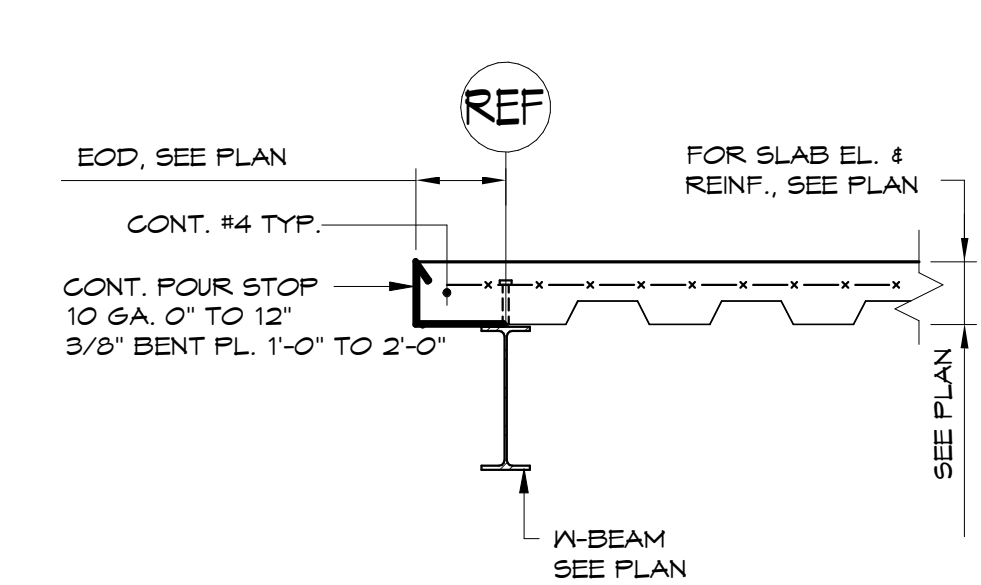 REF
EOD, SEE PLAN
FOR SLAB EL. &
REINF., SEE PLAN
CONT. #4 TYP.
CONT. POUR STOP
10 GA. 0" TO 12"
3/8" BENT PL. 1'-0" TO 2'-0"
SEE PLAN
W-BEAM
SEE PLAN